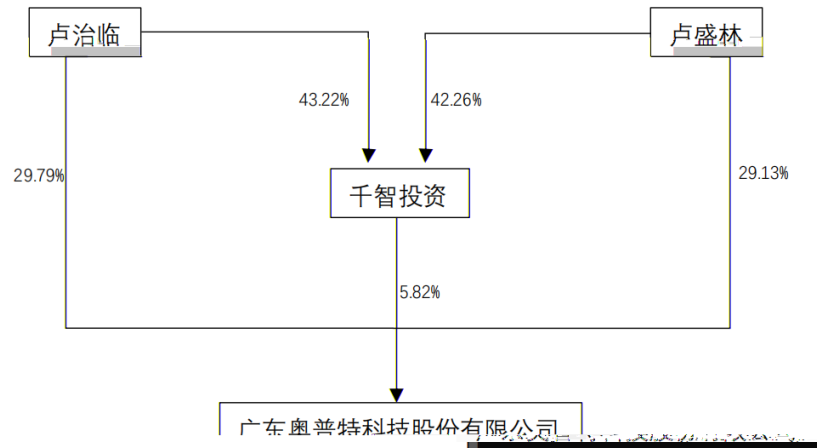 卢治临
卢盛林
43.22%
42.26%
29.79%
29.13%
千智投资
5.82%
广东奥普特科技股份有限公司